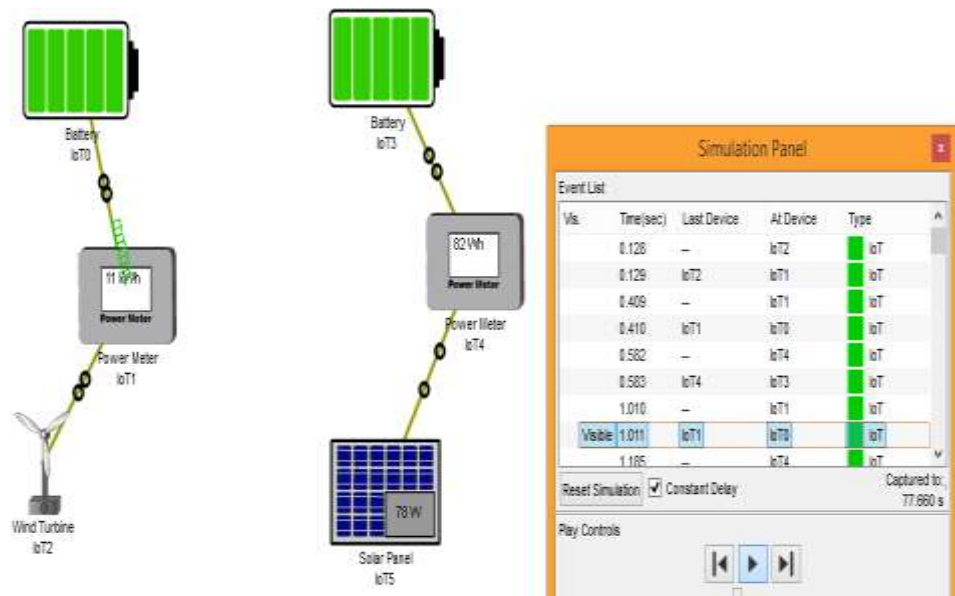 Battery
IoT0
11 kWh
Power Meter
Power Meter
IoT1
Wind Turbine
IoT2
Battery
IoT3
82 Wh
Power Meter
Power Meter
IoT4
78 W
Solar Panel
IoT5
Simulation Panel
x
Event List
Vis. Time(sec) Last Device At Device Type
0.128 -- IoT2 IoT
0.129 IoT2 IoT1 IoT
0.409 -- IoT1 IoT
0.410 IoT1 IoT0 IoT
0.582 -- IoT4 IoT
0.583 IoT4 IoT3 IoT
1.010 -- IoT1 IoT
Visible 1.011 IoT1 IoT0 IoT
1.185 -- IoT4 IoT
Reset Simulation Constant Delay
Captured to:
77.660 s
Play Controls